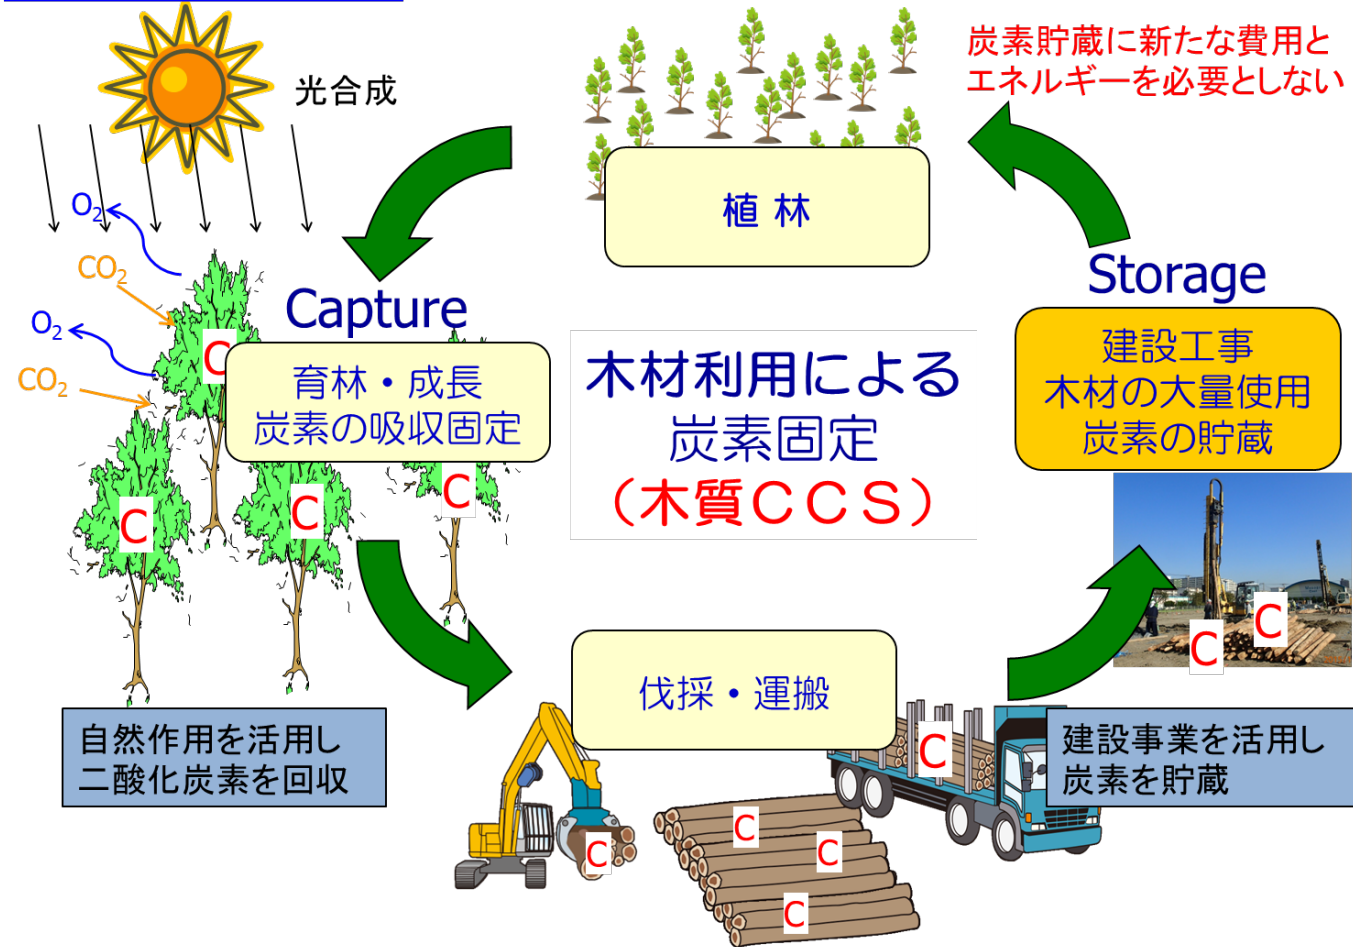 光合成
炭素貯蔵に新たな費用と
エネルギーを必要としない
植 林
O2
CO2
O2
CO2
Capture
育林・成長
炭素の吸収固定
C
C
C
C
木材利用による
炭素固定
（木質ＣＣＳ）
Storage
建設工事
木材の大量使用
炭素の貯蔵
C
C
伐採・運搬
C
C
C
C
C
自然作用を活用し
二酸化炭素を回収
建設事業を活用し
炭素を貯蔵